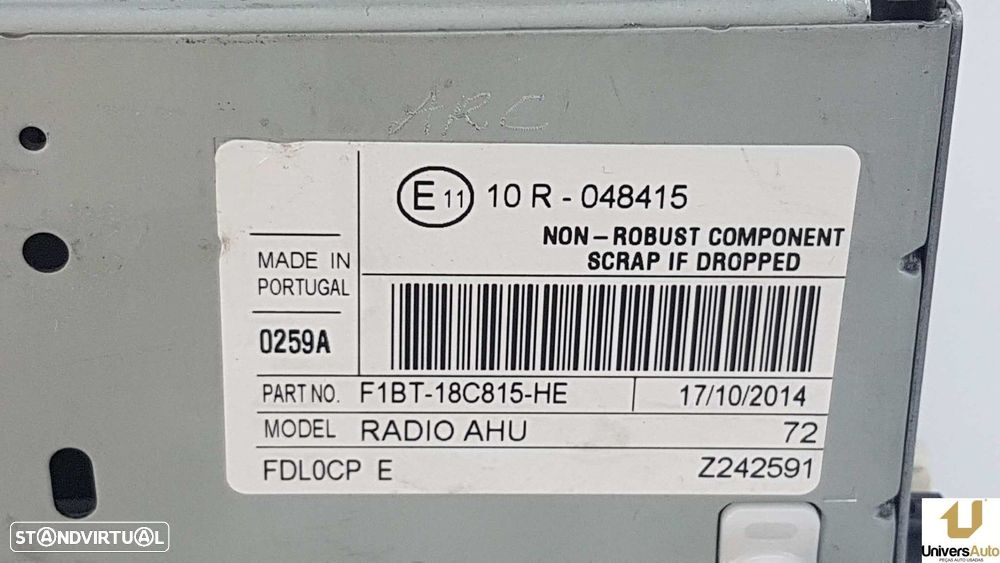 ARC
E 11 10 R - 048415
NON-ROBUST COMPONENT
SCRAP IF DROPPED
MADE IN
PORTUGAL
0259A
PART NO. F1BT-18C815-HE 17/10/2014
MODEL RADIO AHU 72
FDL0CP E Z242591
STANDVIRTUAL
UniversAuto
PEÇAS AUTO USADAS